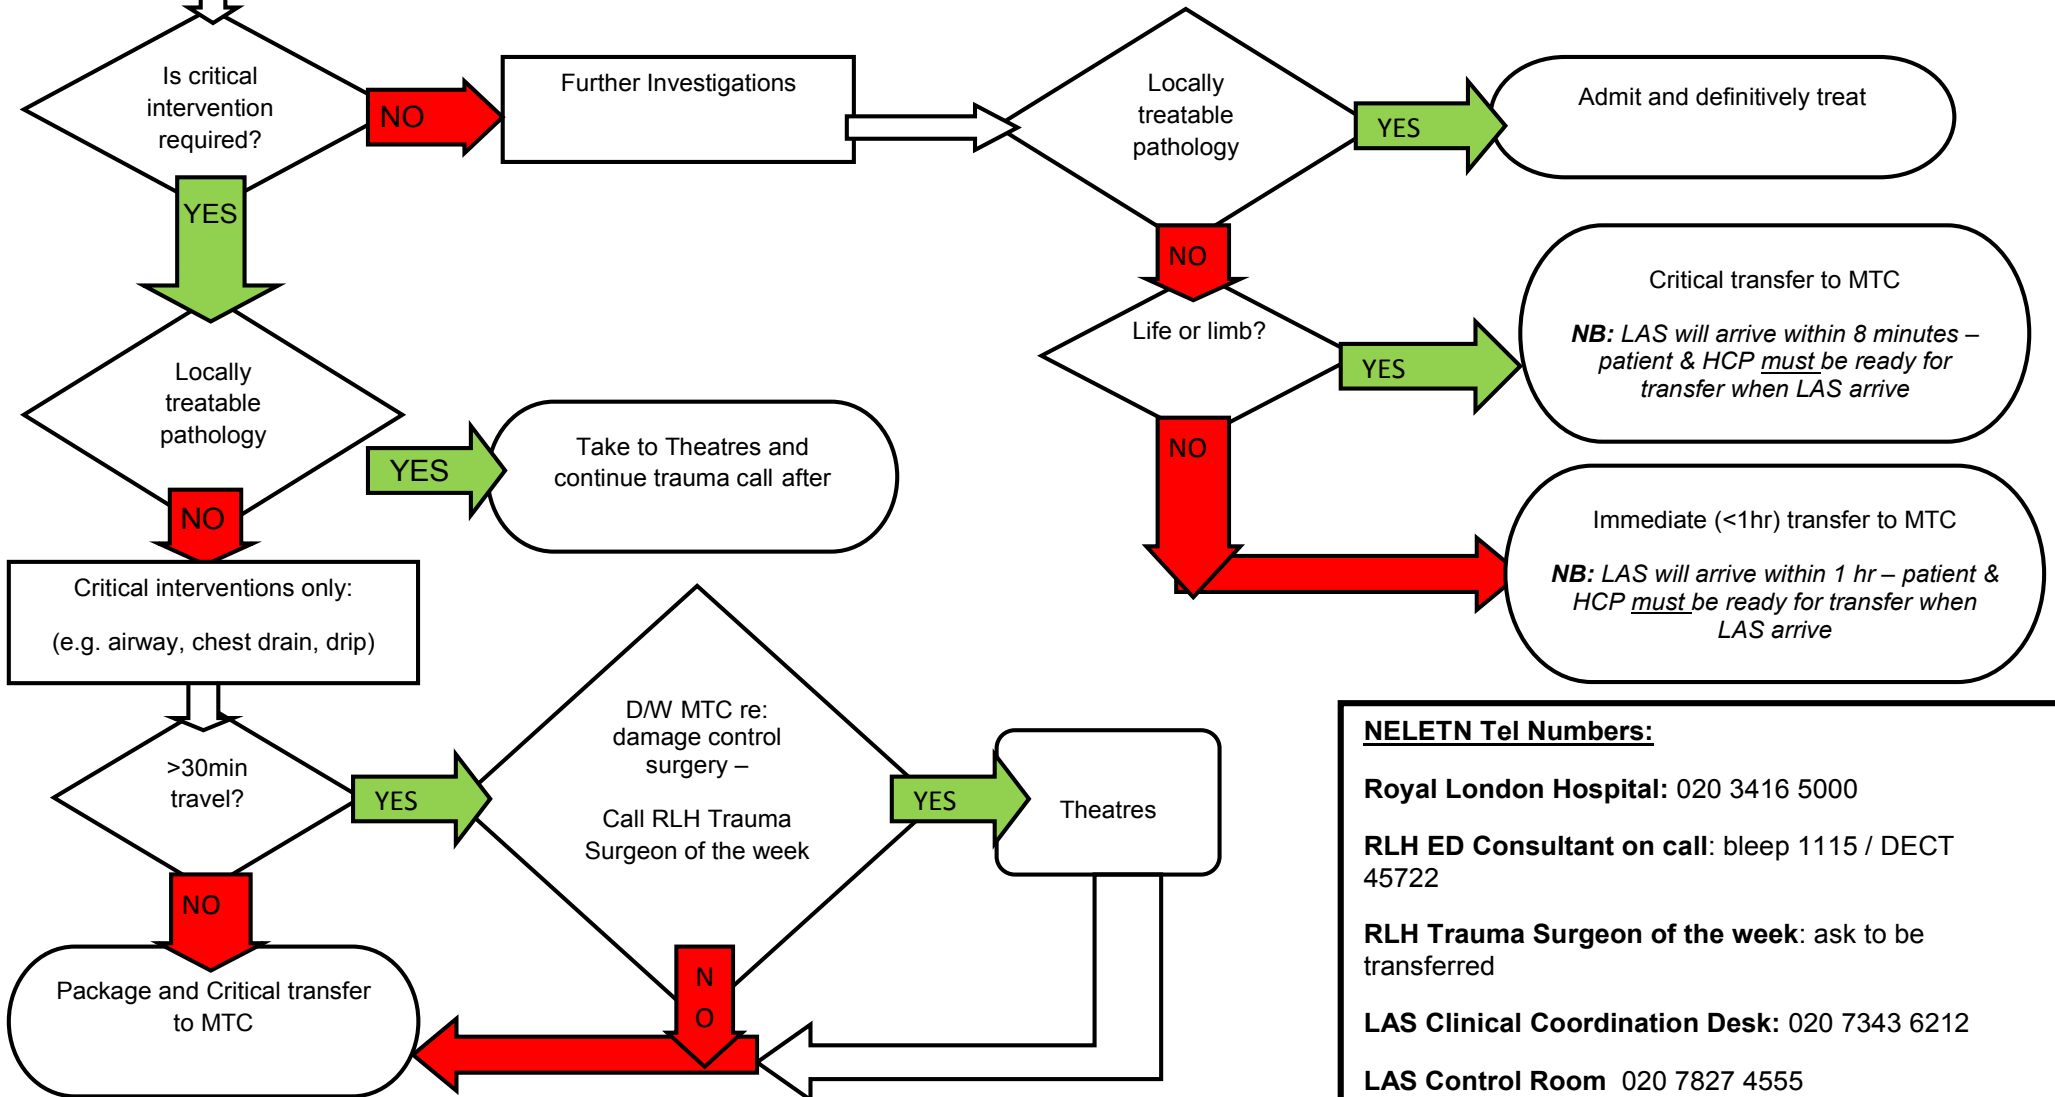 Is critical
intervention
required?
NO
Further Investigations
Locally
treatable
pathology
YES
Admit and definitively treat
YES
NO
Life or limb?
YES
Critical transfer to MTC
NB: LAS will arrive within 8 minutes –
patient & HCP must be ready for
transfer when LAS arrive
Locally
treatable
pathology
YES
Take to Theatres and
continue trauma call after
NO
NO
Immediate (<1hr) transfer to MTC
NB: LAS will arrive within 1 hr – patient &
HCP must be ready for transfer when
LAS arrive
Critical interventions only:
(e.g. airway, chest drain, drip)
>30min
travel?
YES
D/W MTC re:
damage control
surgery –
Call RLH Trauma
Surgeon of the week
YES
Theatres
NO
N
O
Package and Critical transfer
to MTC
NELETN Tel Numbers:
Royal London Hospital: 020 3416 5000
RLH ED Consultant on call: bleep 1115 / DECT
45722
RLH Trauma Surgeon of the week: ask to be
transferred
LAS Clinical Coordination Desk: 020 7343 6212
LAS Control Room 020 7827 4555